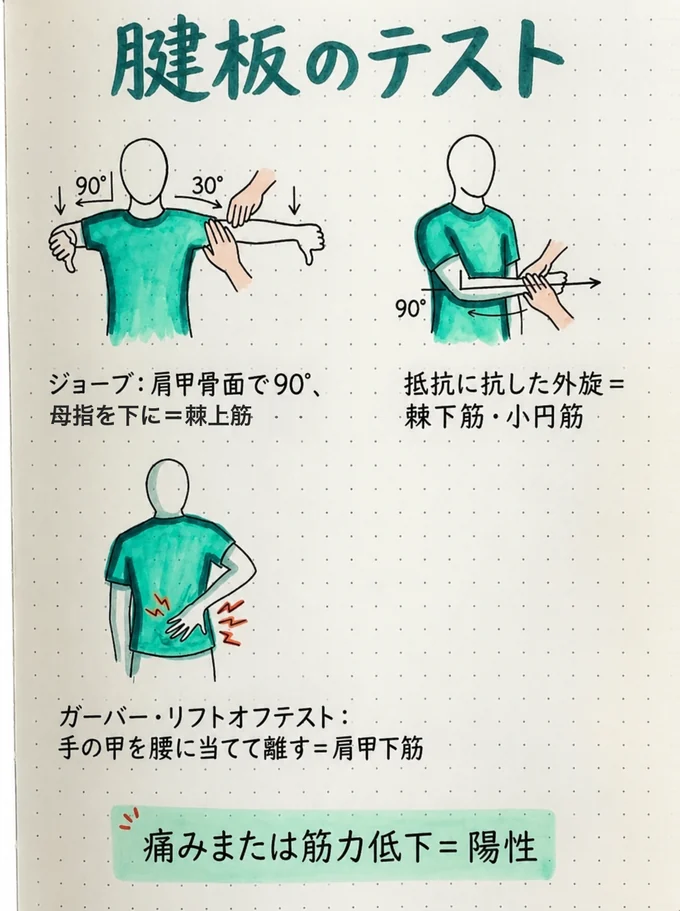 腱板のテスト
90° 30°
90°
ジョーブ：肩甲骨面で90°、
母指を下に＝棘上筋
抵抗に抗した外旋＝
棘下筋・小円筋
ガーバー・リフトオフテスト：
手の甲を腰に当てて離す＝肩甲下筋
痛みまたは筋力低下＝陽性